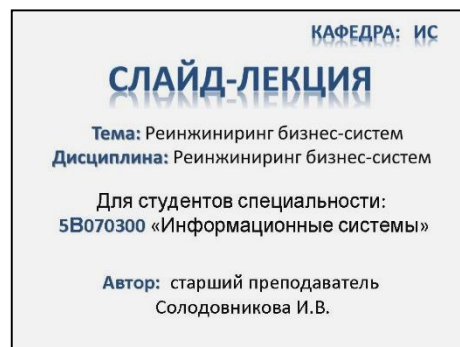 КАФЕДРА: ИС
СЛАЙД-ЛЕКЦИЯ
Тема: Реинжиниринг бизнес-систем
Дисциплина: Реинжиниринг бизнес-систем
Для студентов специальности:
5В070300 «Информационные системы»
Автор: старший преподаватель
Солодовникова И.В.